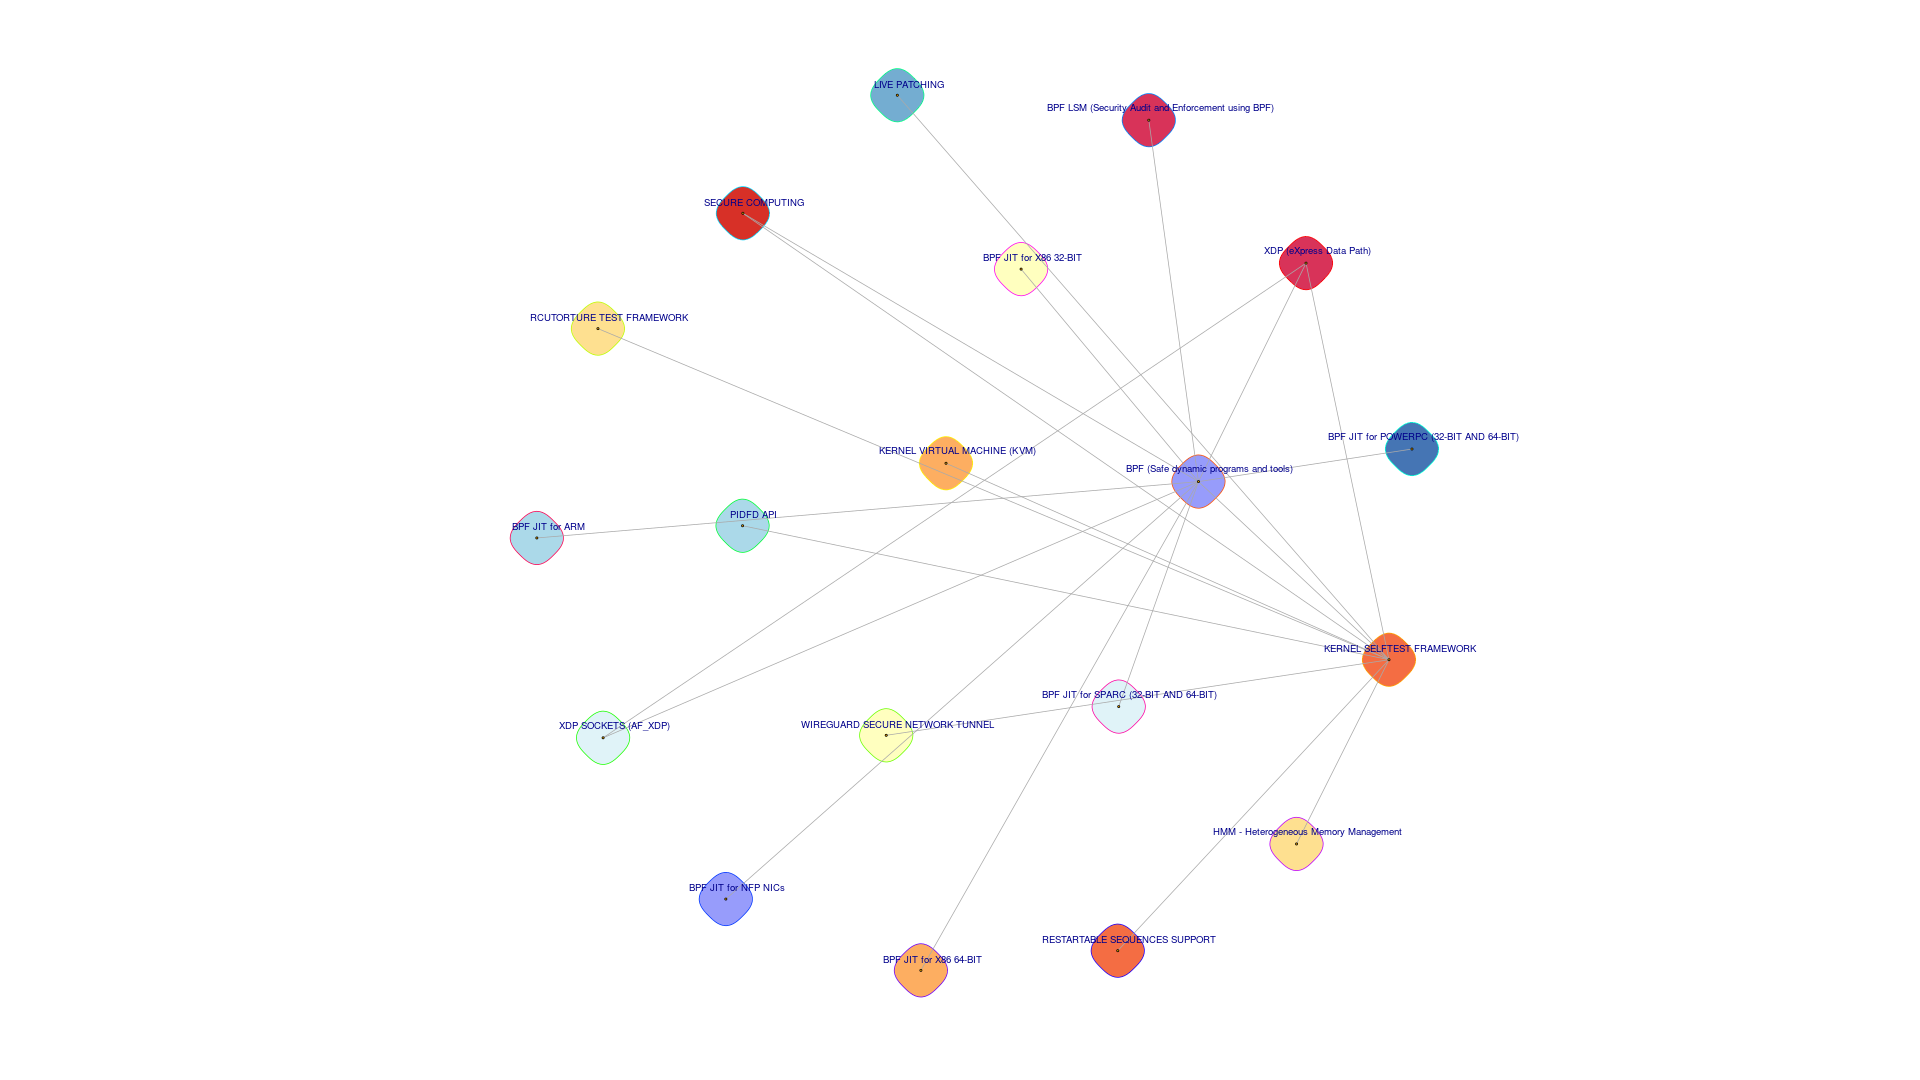 LIVE PATCHING
BPF LSM (Security Audit and Enforcement using BPF)
SECURE COMPUTING
XDP (eXpress Data Path)
BPF JIT for X86 32-BIT
RCUTORTURE TEST FRAMEWORK
BPF JIT for POWERPC (32-BIT AND 64-BIT)
KERNEL VIRTUAL MACHINE (KVM)
BPF (Safe dynamic programs and tools)
PIDFD API
BPF JIT for ARM
KERNEL SELFTEST FRAMEWORK
BPF JIT for SPARC (32-BIT AND 64-BIT)
WIREGUARD SECURE NETWORK TUNNEL
XDP SOCKETS (AF_XDP)
HMM - Heterogeneous Memory Management
BPF JIT for NFP NICs
RESTARTABLE SEQUENCES SUPPORT
BPF JIT for X86 64-BIT